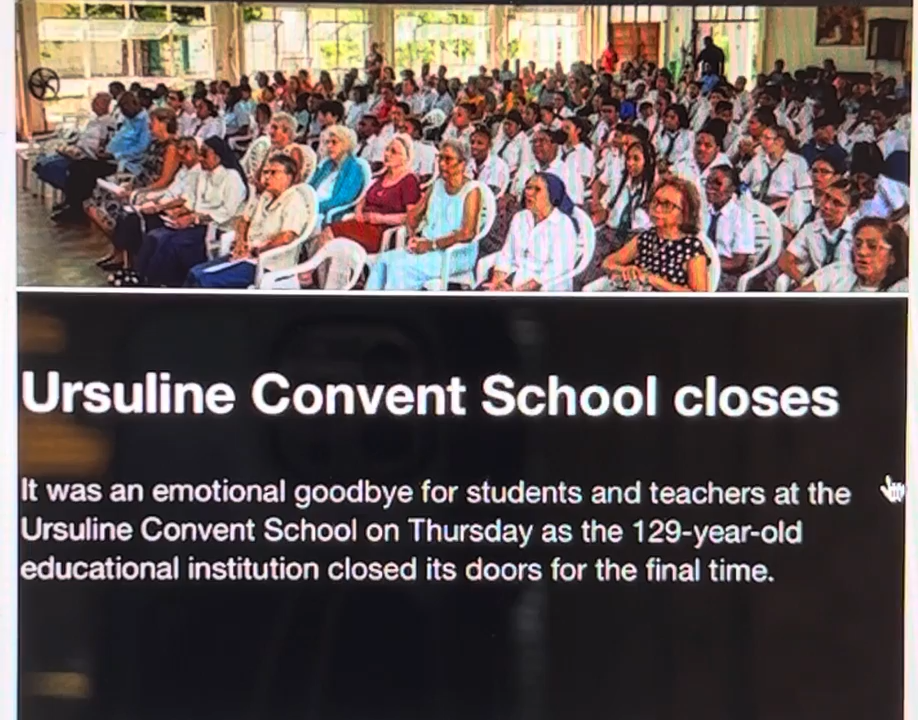 Ursuline Convent School closes
It was an emotional goodbye for students and teachers at the
Ursuline Convent School on Thursday as the 129-year-old
educational institution closed its doors for the final time.